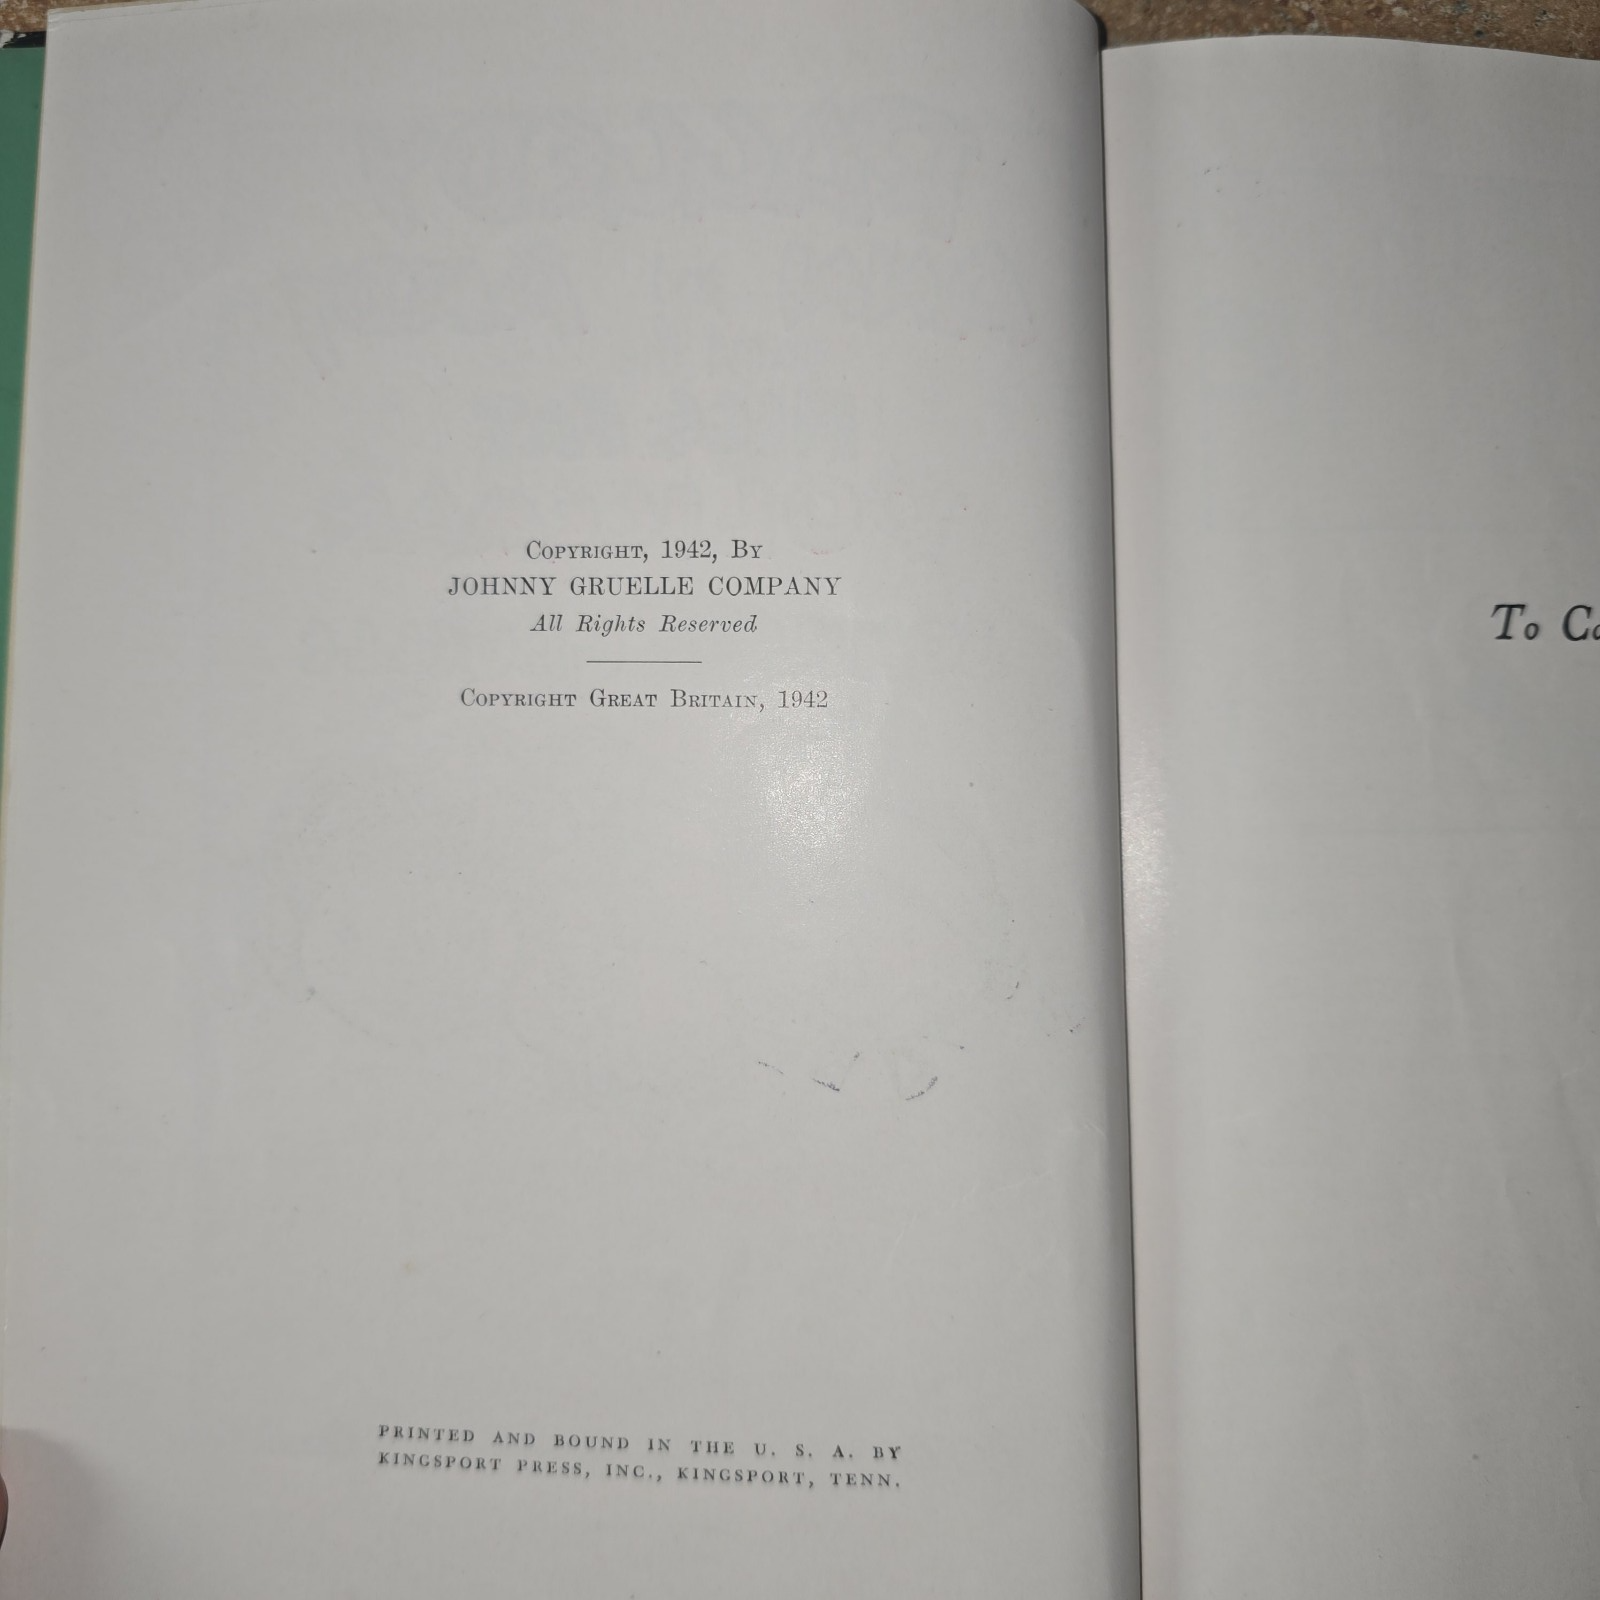 Copyright, 1942, By
JOHNNY GRUELLE COMPANY
All Rights Reserved
Copyright Great Britain, 1942
To
PRINTED AND BOUND IN THE U. S. A. BY
KINGSPORT PRESS, INC., KINGSPORT, TENN.